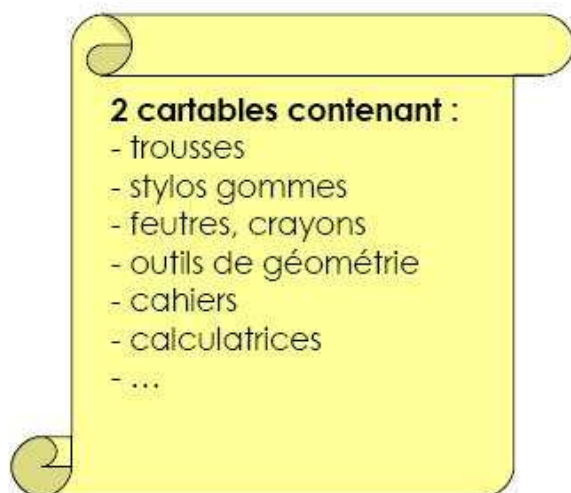 2 cartables contenant :
- trousses
- stylos gommes
- feutres, crayons
- outils de géométrie
- cahiers
- calculatrices
- ...